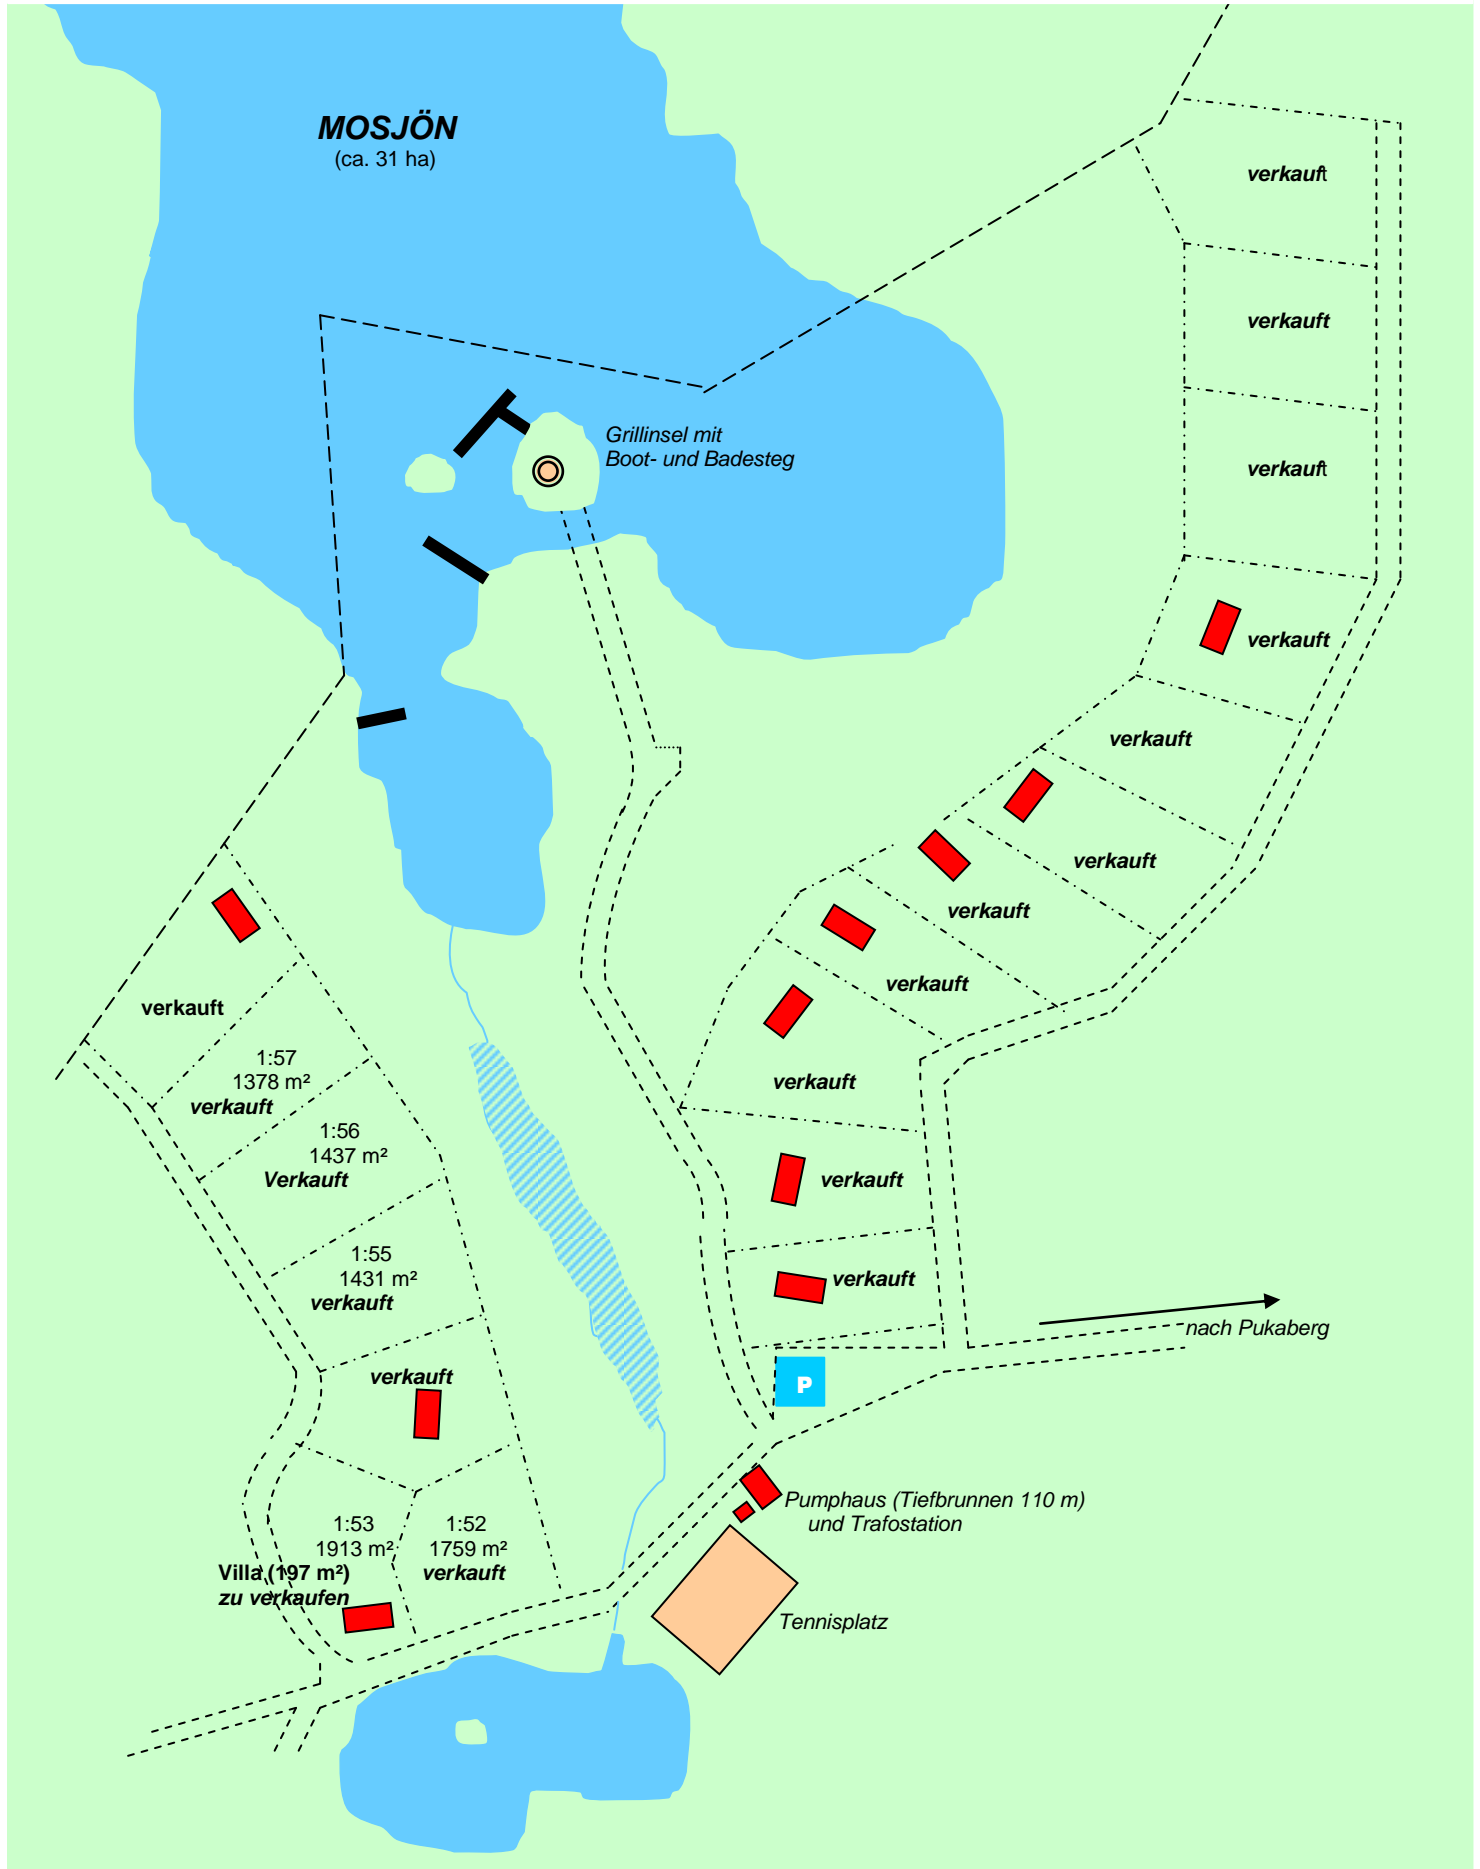 MOSJÖN
(ca. 31 ha)
verkauft
verkauft
Grillinsel mit
Boot- und Badesteg
verkauft
verkauft
verkauft
verkauft
verkauft
verkauft
verkauft
verkauft
verkauft
nach Pukaberg
P
verkauft
1:57
1378 m²
verkauft
1:56
1437 m²
Verkauft
1:55
1431 m²
verkauft
verkauft
1:53
1913 m²
Villa (197 m²)
zu verkaufen
1:52
1759 m²
verkauft
Pumphaus (Tiefbrunnen 110 m)
und Trafostation
Tennisplatz